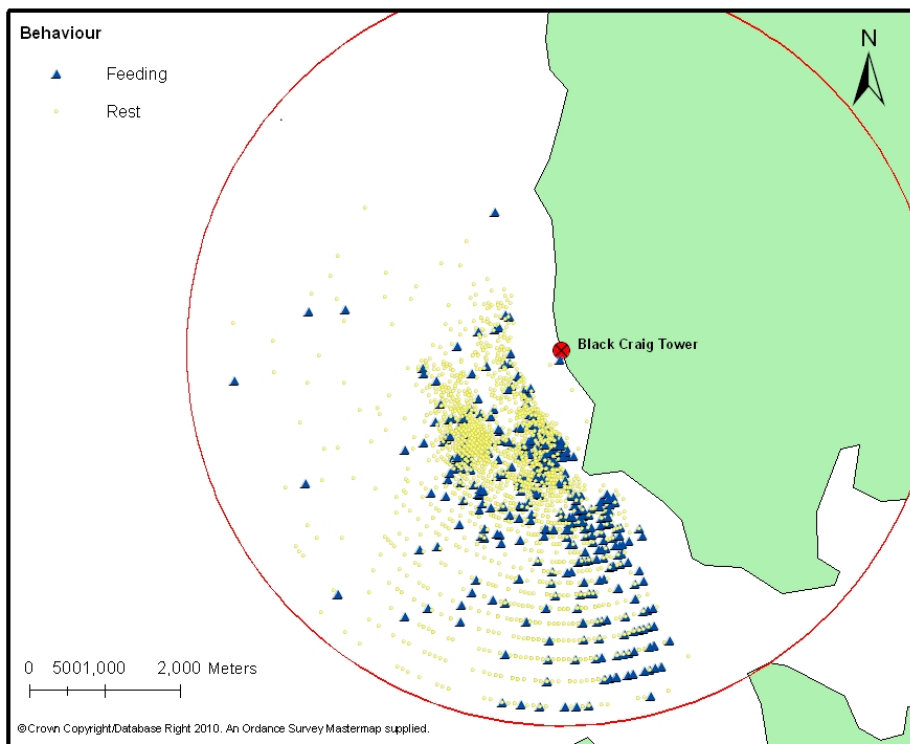 Behaviour
Feeding
Rest
N
Black Craig Tower
0 5001,000 2,000 Meters
©Crown Copyright/Database Right 2010. An Ordance Survey Mastermap supplied.